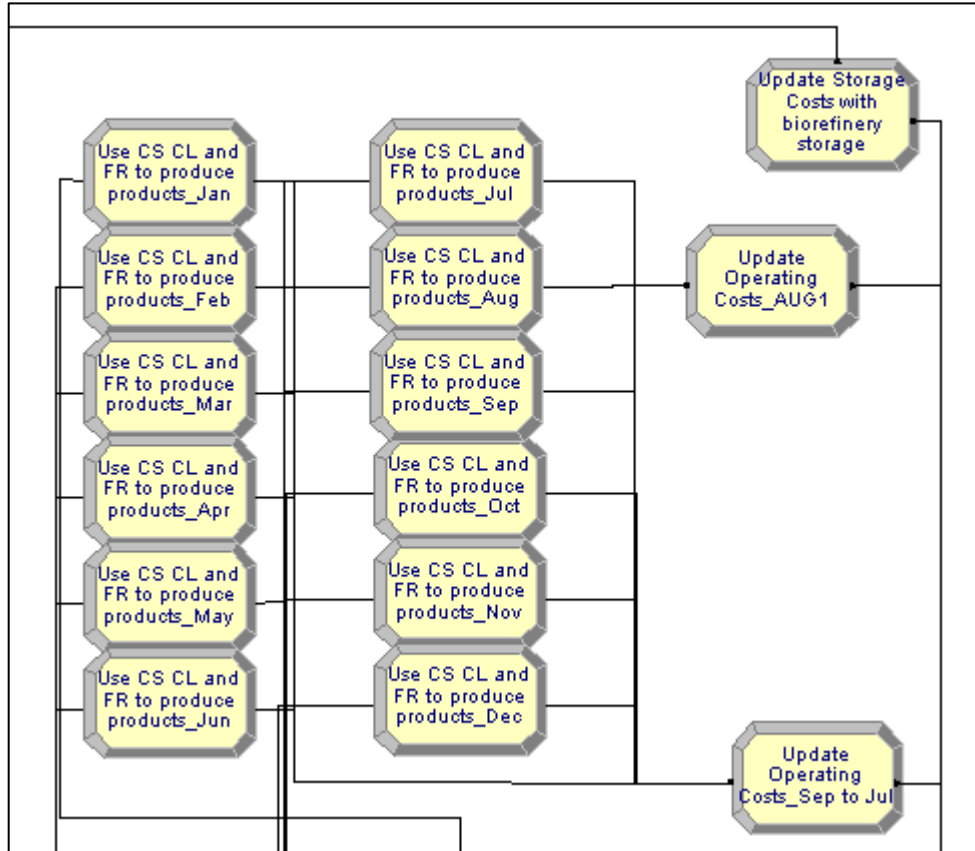 Update Storage
Costs with
biorefinery
storage
Use CS CL and
FR to produce
products_Jan
Use CS CL and
FR to produce
products_Jul
Use CS CL and
FR to produce
products_Feb
Use CS CL and
FR to produce
products_Aug
Update
Operating
Costs_AUG1
Use CS CL and
FR to produce
products_Mar
Use CS CL and
FR to produce
products_Sep
Use CS CL and
FR to produce
products_Apr
Use CS CL and
FR to produce
products_Oct
Use CS CL and
FR to produce
products_May
Use CS CL and
FR to produce
products_Nov
Use CS CL and
FR to produce
products_Jun
Use CS CL and
FR to produce
products_Dec
Update
Operating
Costs_Sep to Jul